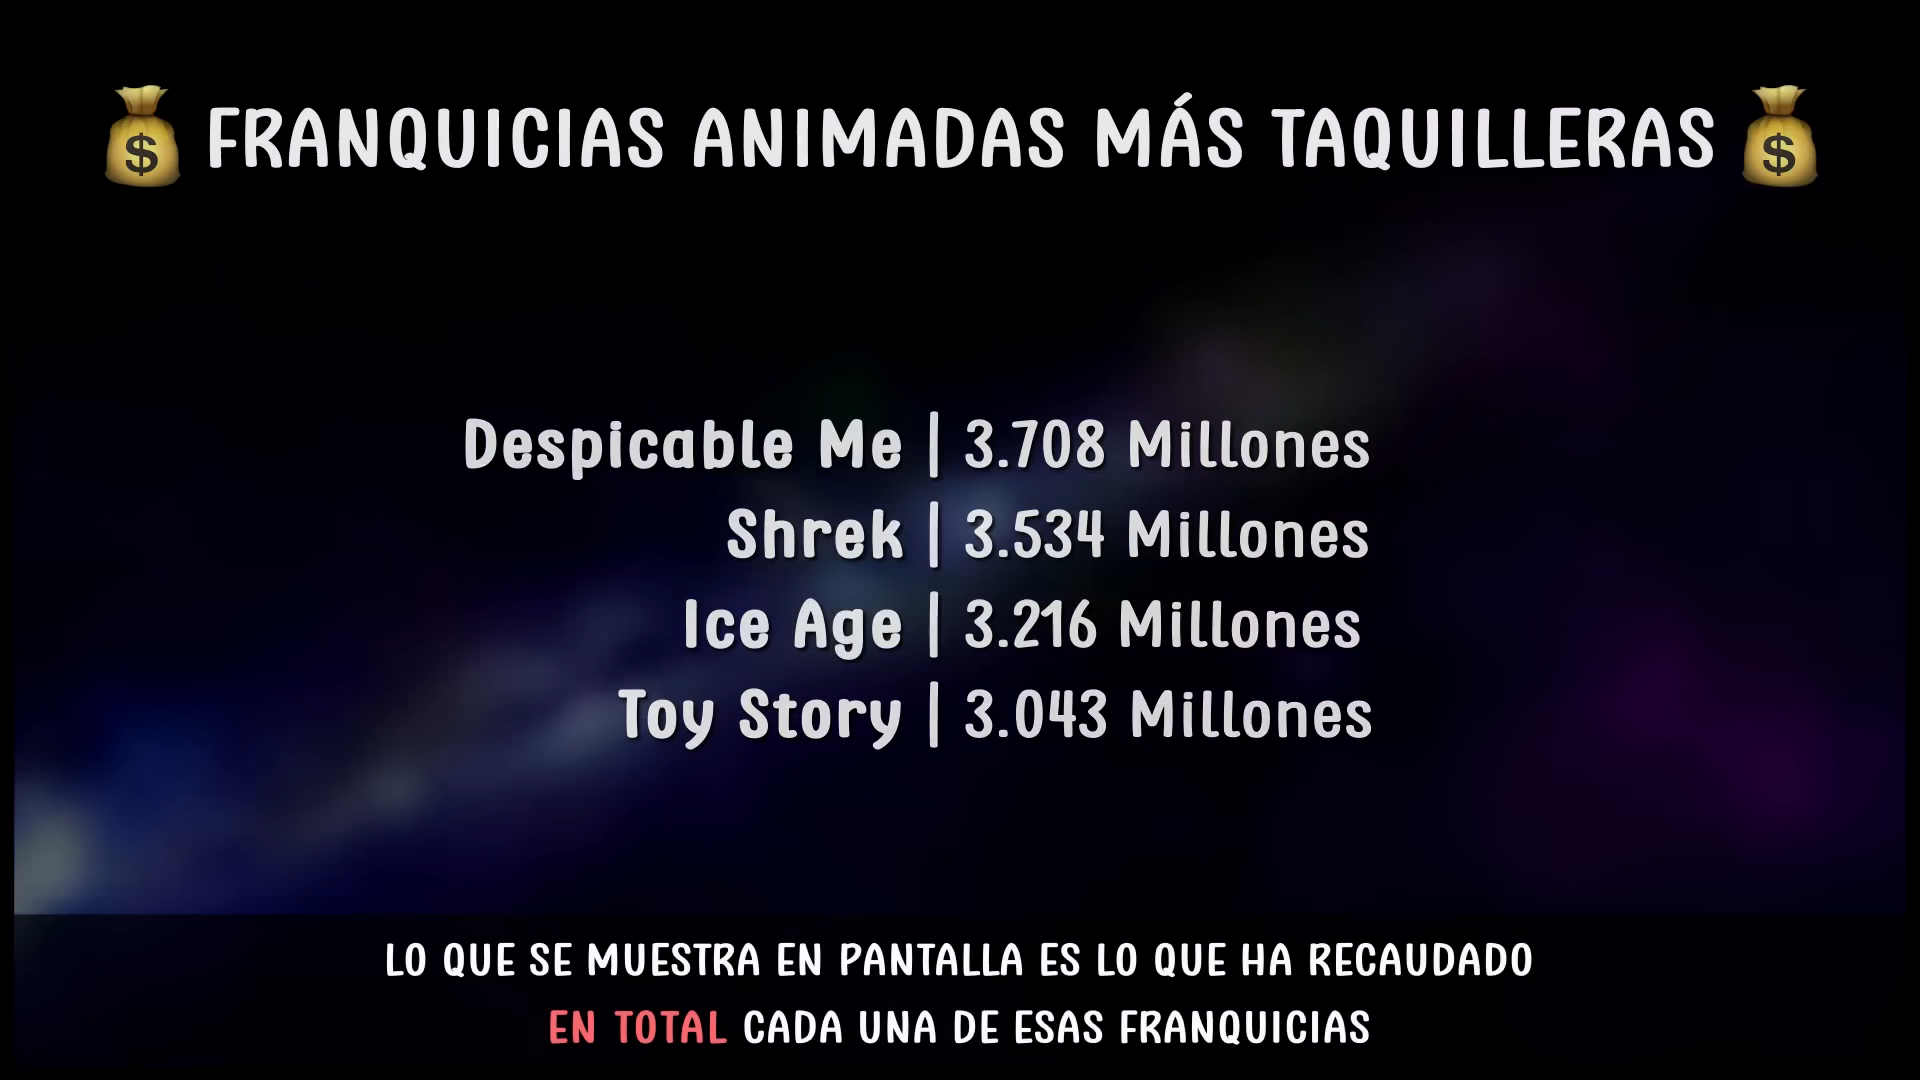 FRANQUICIAS ANIMADAS MÁS TAQUILLERAS
Despicable Me | 3.708 Millones
Shrek | 3.534 Millones
Ice Age | 3.216 Millones
Toy Story | 3.043 Millones
LO QUE SE MUESTRA EN PANTALLA ES LO QUE HA RECAUDADO
EN TOTAL CADA UNA DE ESAS FRANQUICIAS